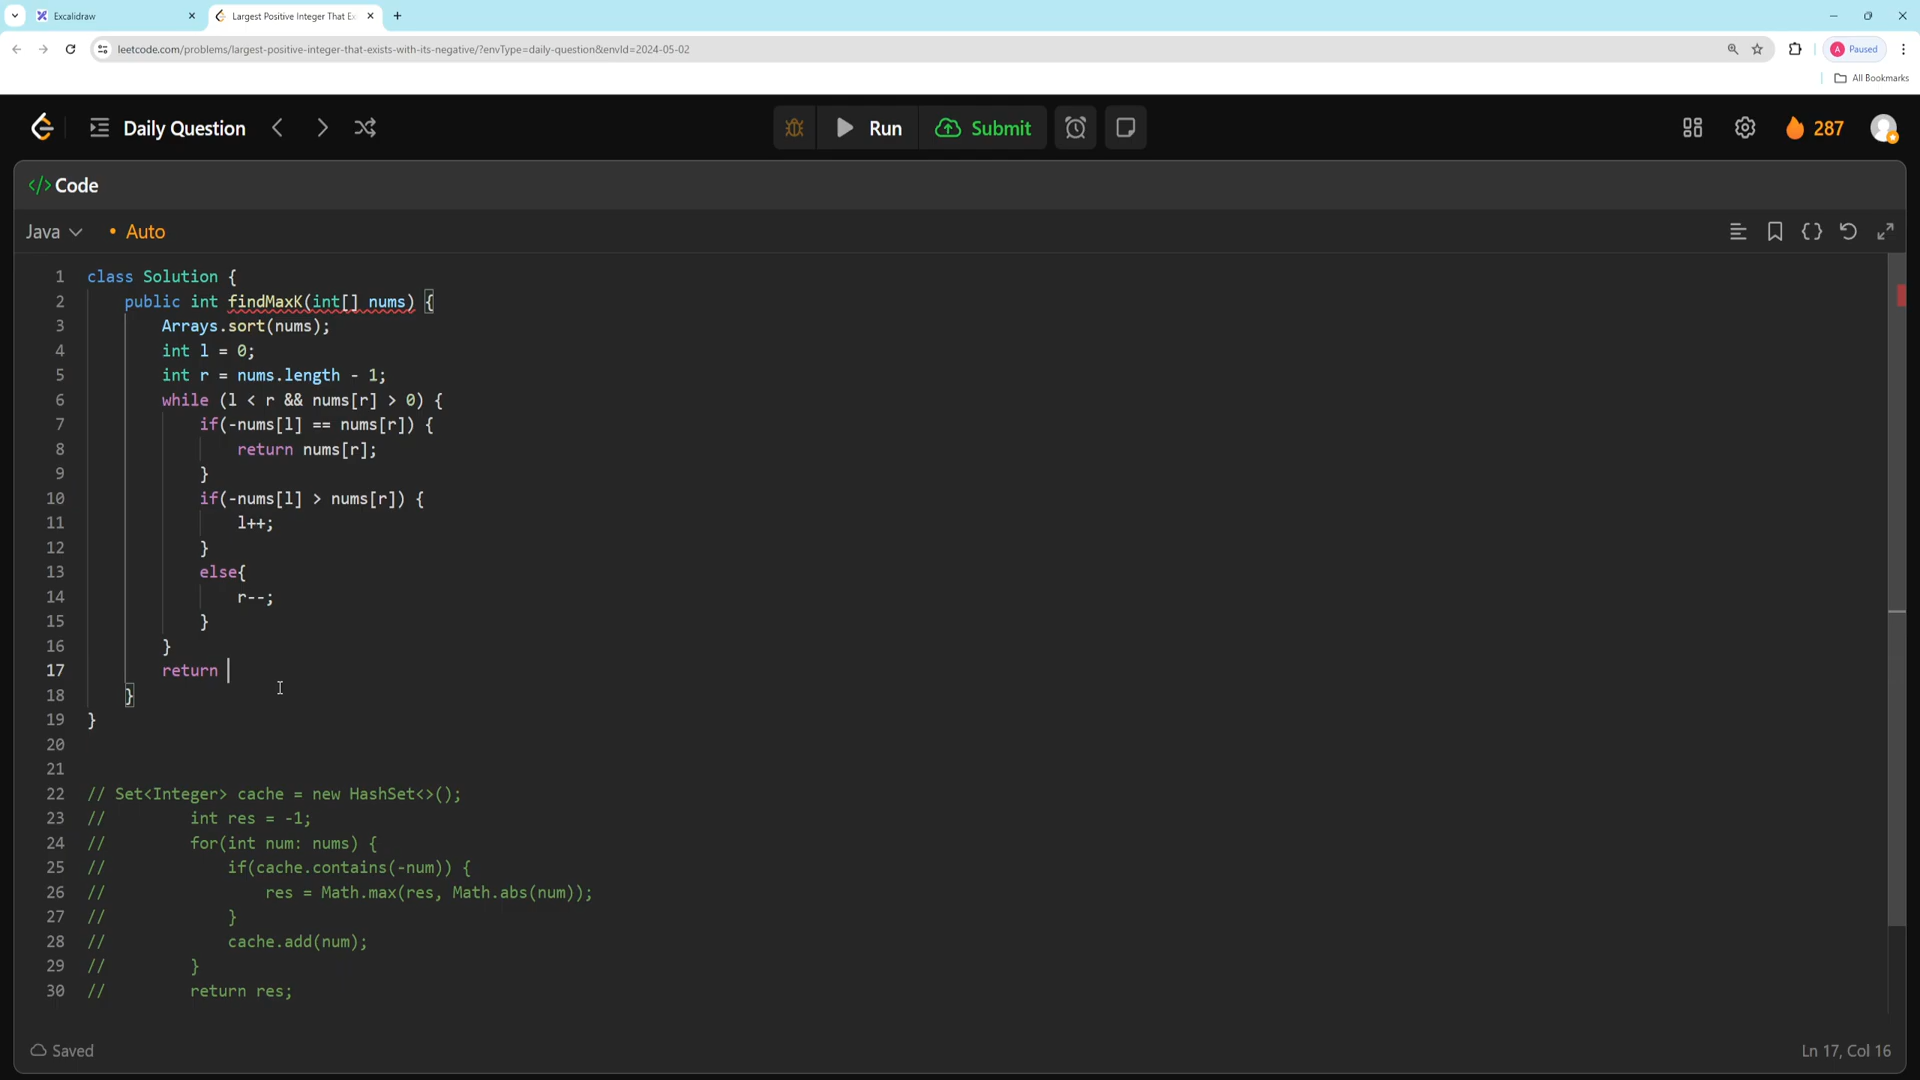 Excalidraw
Largest Positive Integer That Ex
leetcode.com/problems/largest-positive-integer-that-exists-with-its-negative/?envType=daily-question&envId=2024-05-02
A Paused
All Bookmarks
Daily Question
Run
Submit
287
</> Code
Java
• Auto
1 class Solution {
2 public int findMaxK(int[] nums) {
3 Arrays.sort(nums);
4 int l = 0;
5 int r = nums.length - 1;
6 while (l < r && nums[r] > 0) {
7 if(-nums[l] == nums[r]) {
8 return nums[r];
9 }
10 if(-nums[l] > nums[r]) {
11 l++;
12 }
13 else{
14 r--;
15 }
16 }
17 return
18 }
19 }
20
21
22 // Set<Integer> cache = new HashSet<>();
23 // int res = -1;
24 // for(int num: nums) {
25 // if(cache.contains(-num)) {
26 // res = Math.max(res, Math.abs(num));
27 // }
28 // cache.add(num);
29 // }
30 // return res;
Saved
Ln 17, Col 16